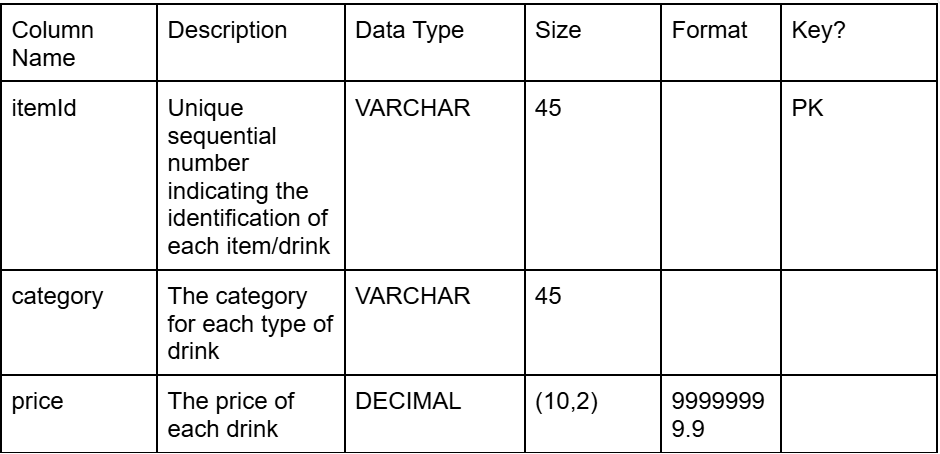 Column Name Description Data Type Size Format Key?
itemId Unique sequential number indicating the identification of each item/drink VARCHAR 45 PK
category The category for each type of drink VARCHAR 45
price The price of each drink DECIMAL (10,2)99999999.9